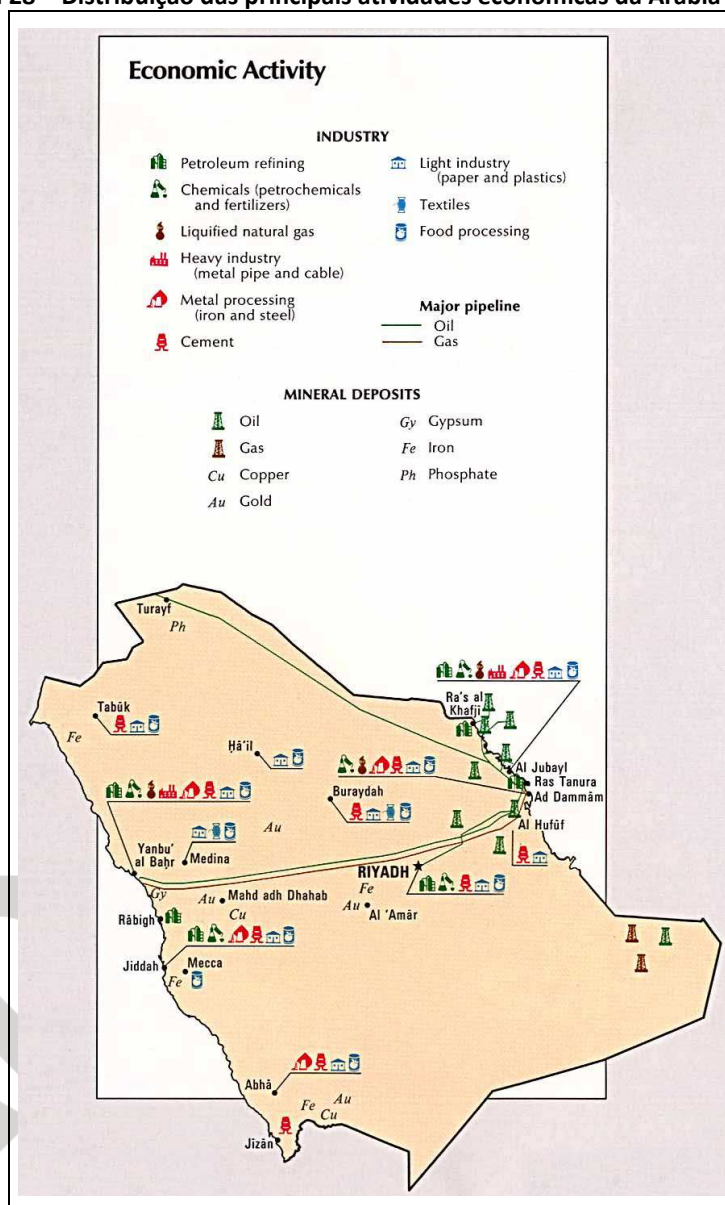 28 – Distribuição das principais atividades econômicas da Arábia
Economic Activity
INDUSTRY
Petroleum refining
Chemicals (petrochemicals
and fertilizers)
Liquified natural gas
Heavy industry
(metal pipe and cable)
Metal processing
(iron and steel)
Cement
Light industry
(paper and plastics)
Textiles
Food processing
Major pipeline
Oil
Gas
MINERAL DEPOSITS
Oil
Gas
Cu Copper
Au Gold
Gy Gypsum
Fe Iron
Ph Phosphate
Turayf
Ph
Tabūk
Fe
Ra's al
Khafjī
Ḥā'il
Al Jubayl
Ras Tanura
Ad Dammām
Buraydah
Au
Al Hufūf
Yanbu'
al Baḥr
Medina
RIYADH
Gy
Au
Mahd adh Dhahab
Cu
Fe
Au
Al 'Amār
Rābigh
Jiddah
Mecca
Fe
Abhā
Fe
Au
Cu
Jīzān